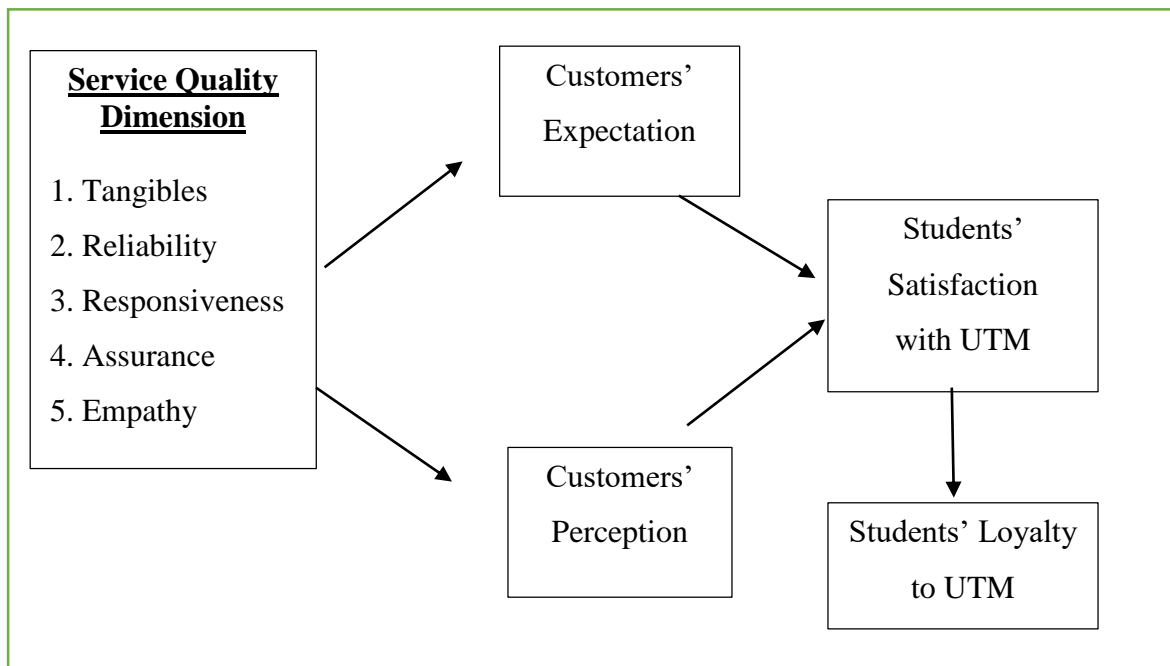 Service Quality
Dimension
1. Tangibles
2. Reliability
3. Responsiveness
4. Assurance
5. Empathy
Customers’
Expectation
Customers’
Perception
Students’
Satisfaction
with UTM
Students’ Loyalty
to UTM